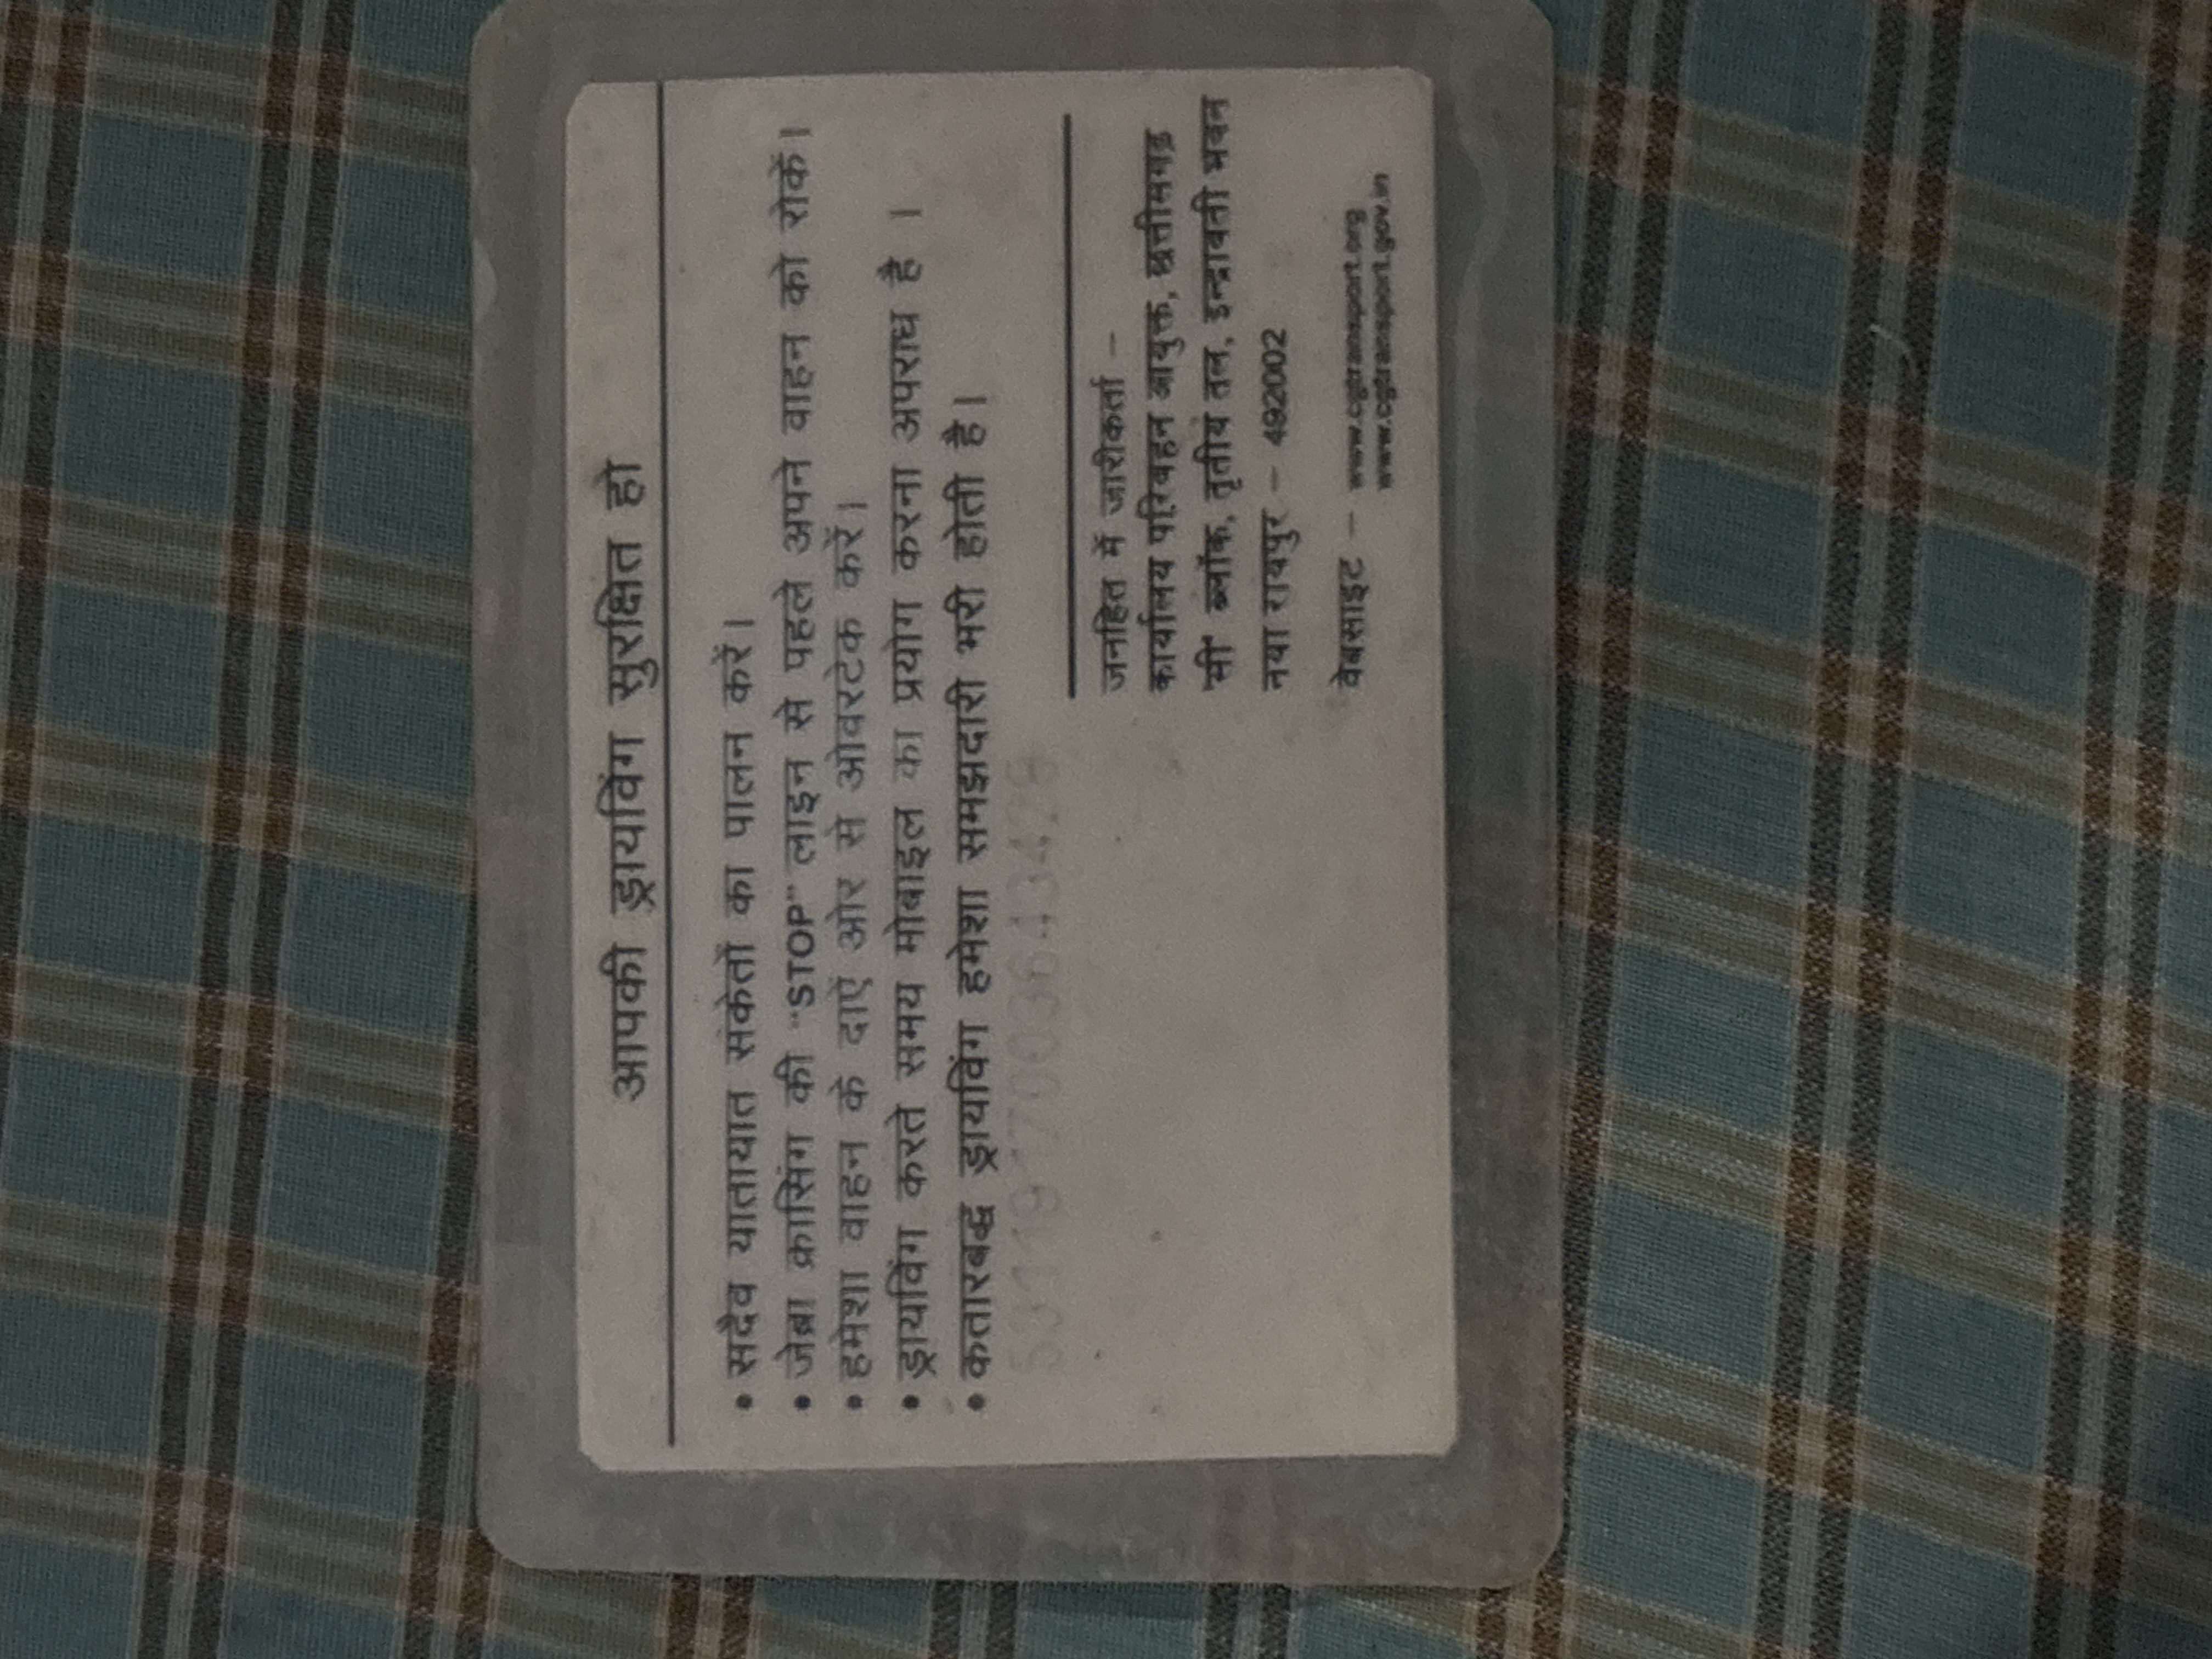 आपकी ड्रायविंग सुरक्षित हो
• सदैव यातायात संकेतों का पालन करें।
• जेब्रा क्रासिंग की "STOP" लाइन से पहले अपने वाहन को रोकें।
• हमेशा वाहन के दाऐं ओर से ओवरटेक करें।
• ड्रायविंग करते समय मोबाइल का प्रयोग करना अपराध है ।
• कतारबद्ध ड्रायविंग हमेशा समझदारी भरी होती है।
जनहित में जारीकर्ता –
कार्यालय परिवहन आयुक्त, छत्तीसगढ़
'सी' ब्लॉक, तृतीय तल, इन्द्रावती भवन
नया रायपुर – 492002
वेबसाइट – www.cgtransport.org
www.cgtransport.gov.in